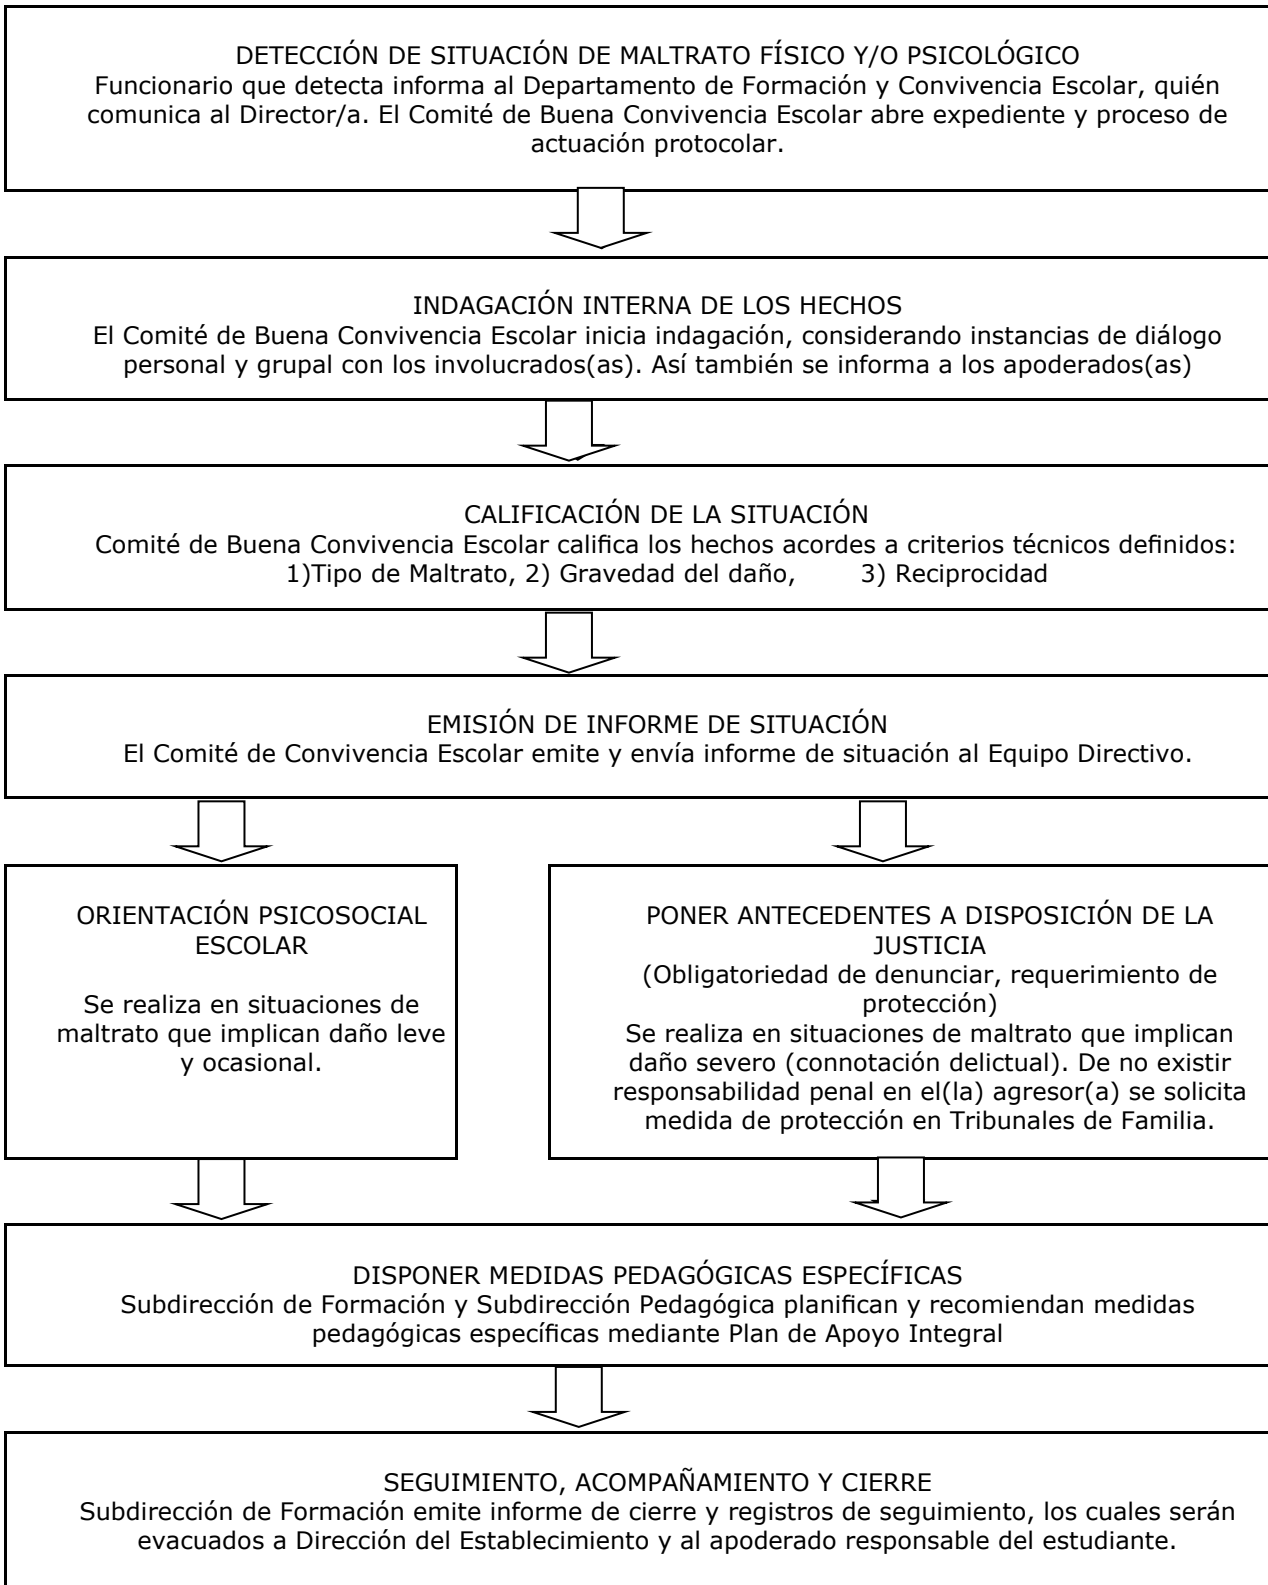 DETECCIÓN DE SITUACIÓN DE MALTRATO FÍSICO Y/O PSICOLÓGICO
Funcionario que detecta informa al Departamento de Formación y Convivencia Escolar, quién
comunica al Director/a. El Comité de Buena Convivencia Escolar abre expediente y proceso de
actuación protocolar.
INDAGACIÓN INTERNA DE LOS HECHOS
El Comité de Buena Convivencia Escolar inicia indagación, considerando instancias de diálogo
personal y grupal con los involucrados(as). Así también se informa a los apoderados(as)
CALIFICACIÓN DE LA SITUACIÓN
Comité de Buena Convivencia Escolar califica los hechos acordes a criterios técnicos definidos:
1)Tipo de Maltrato, 2) Gravedad del daño, 3) Reciprocidad
EMISIÓN DE INFORME DE SITUACIÓN
El Comité de Convivencia Escolar emite y envía informe de situación al Equipo Directivo.
ORIENTACIÓN PSICOSOCIAL
ESCOLAR
Se realiza en situaciones de
maltrato que implican daño leve
y ocasional.
PONER ANTECEDENTES A DISPOSICIÓN DE LA
JUSTICIA
(Obligatoriedad de denunciar, requerimiento de
protección)
Se realiza en situaciones de maltrato que implican
daño severo (connotación delictual). De no existir
responsabilidad penal en el(la) agresor(a) se solicita
medida de protección en Tribunales de Familia.
DISPONER MEDIDAS PEDAGÓGICAS ESPECÍFICAS
Subdirección de Formación y Subdirección Pedagógica planifican y recomiendan medidas
pedagógicas específicas mediante Plan de Apoyo Integral
SEGUIMIENTO, ACOMPAÑAMIENTO Y CIERRE
Subdirección de Formación emite informe de cierre y registros de seguimiento, los cuales serán
evacuados a Dirección del Establecimiento y al apoderado responsable del estudiante.